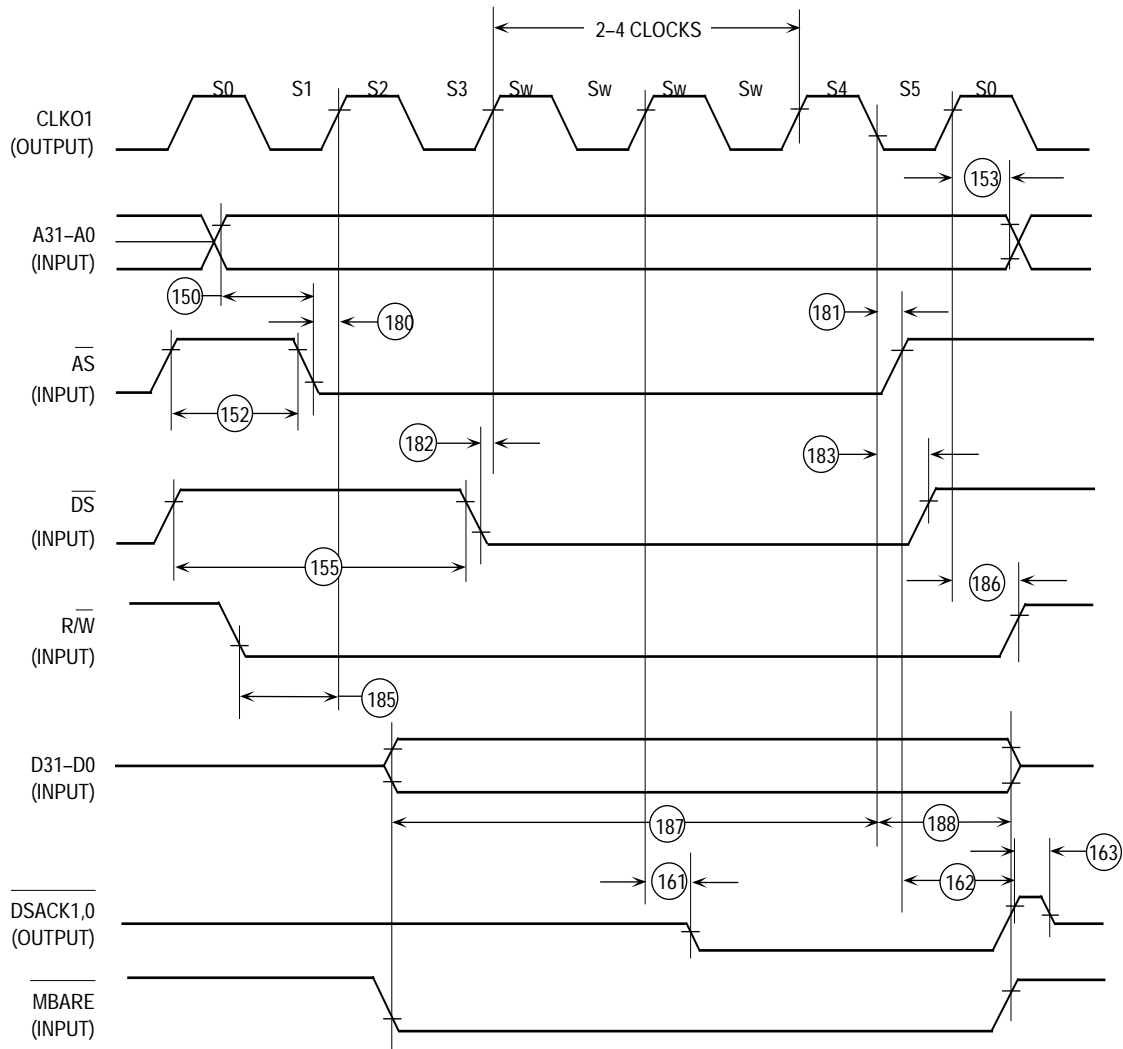 2–4 CLOCKS
S0 S1 S2 S3 Sw Sw Sw Sw S4 S5 S0
CLKO1
(OUTPUT)
153
A31–A0
(INPUT)
150
180
181
AS
(INPUT)
152
182
183
DS
(INPUT)
155
186
R/W
(INPUT)
185
D31–D0
(INPUT)
187
188
163
161
162
DSACK1,0
(OUTPUT)
MBARE
(INPUT)